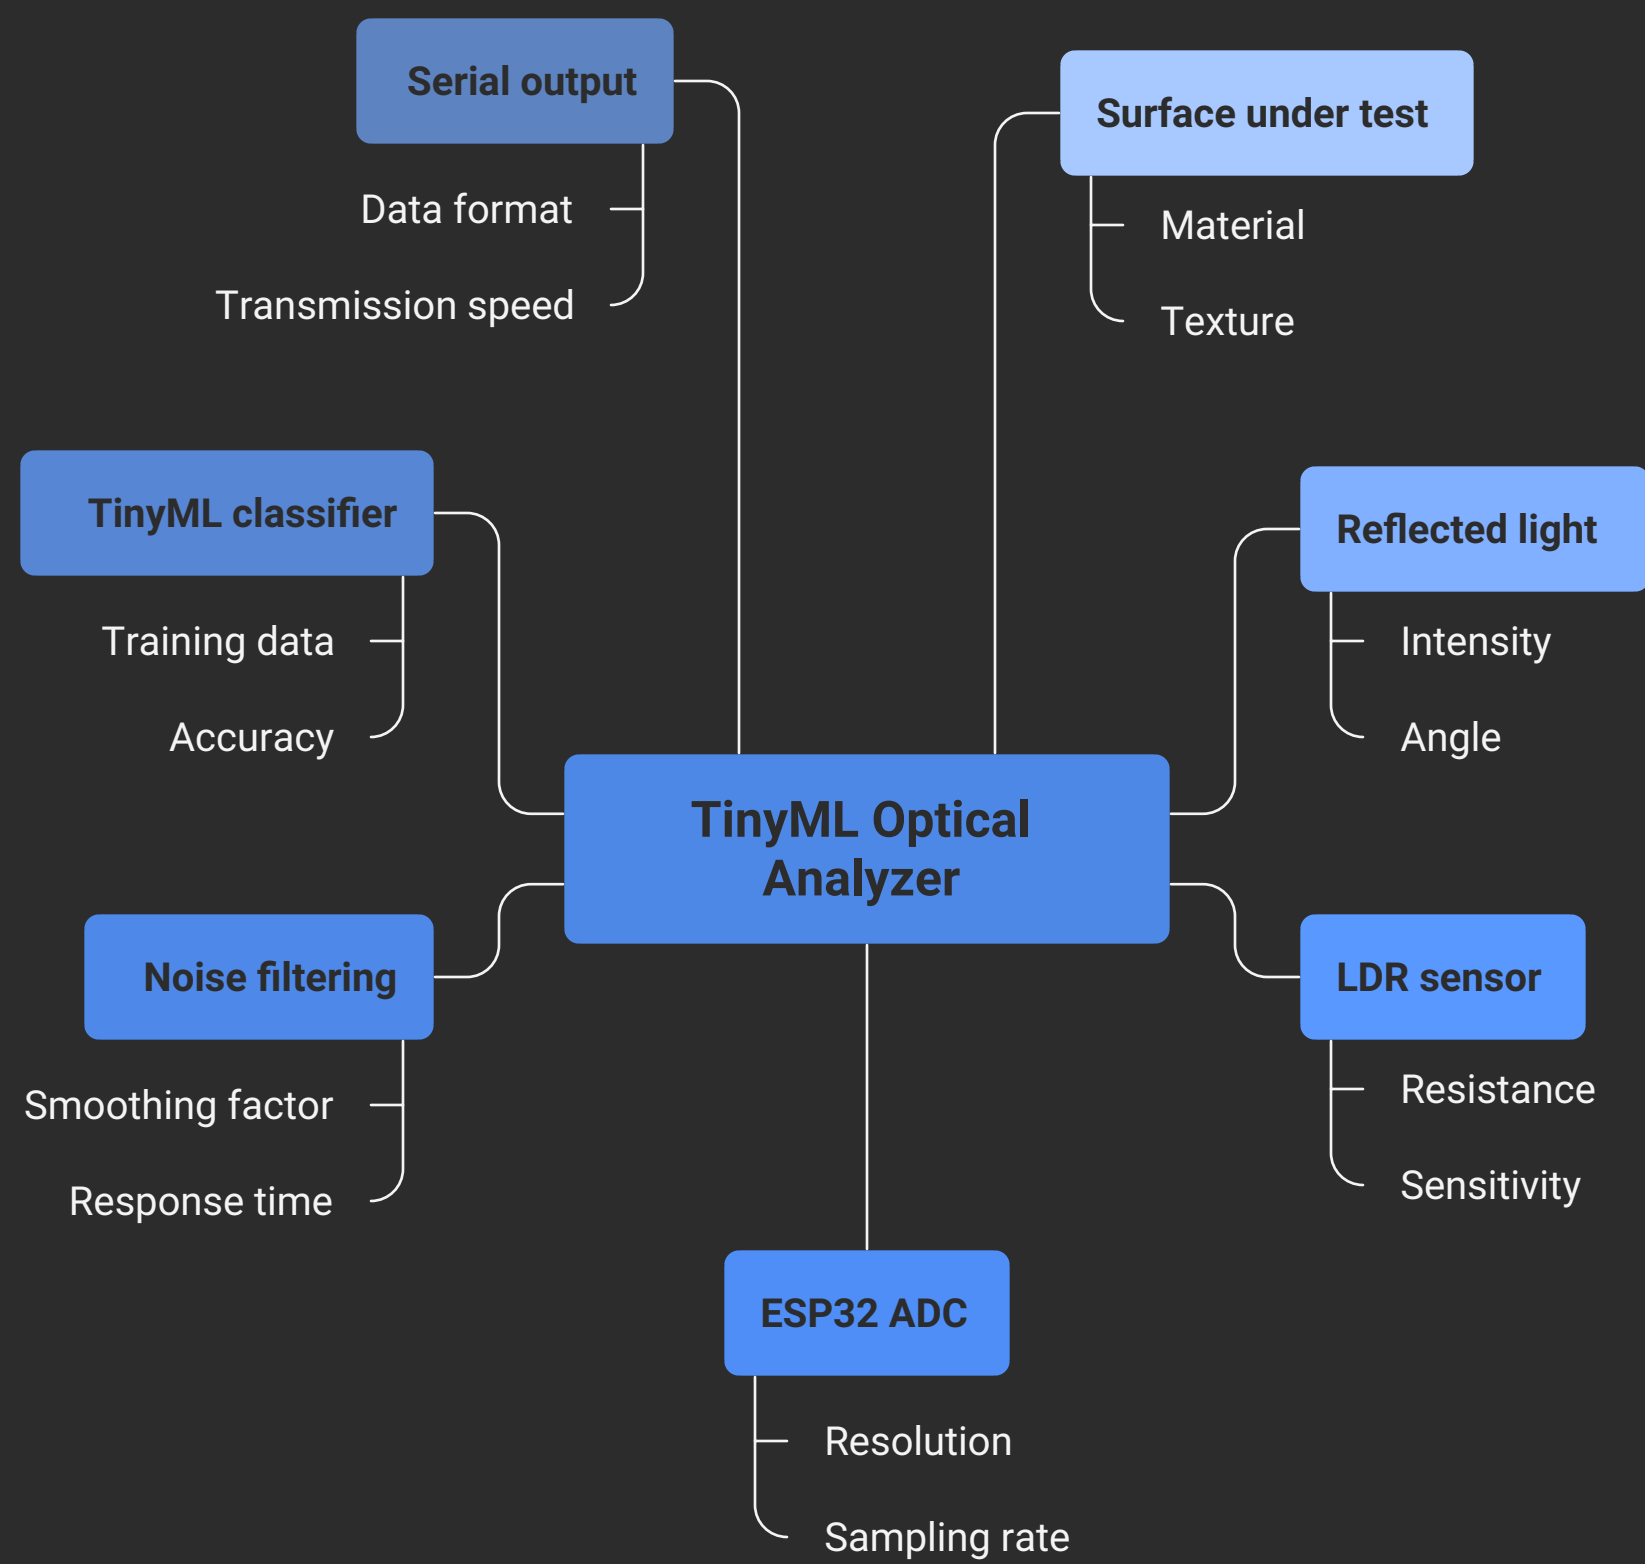 Serial output
Data format
Transmission speed
Surface under test
Material
Texture
TinyML classifier
Training data
Accuracy
Reflected light
Intensity
Angle
TinyML Optical
Analyzer
Noise filtering
Smoothing factor
Response time
LDR sensor
Resistance
Sensitivity
ESP32 ADC
Resolution
Sampling rate